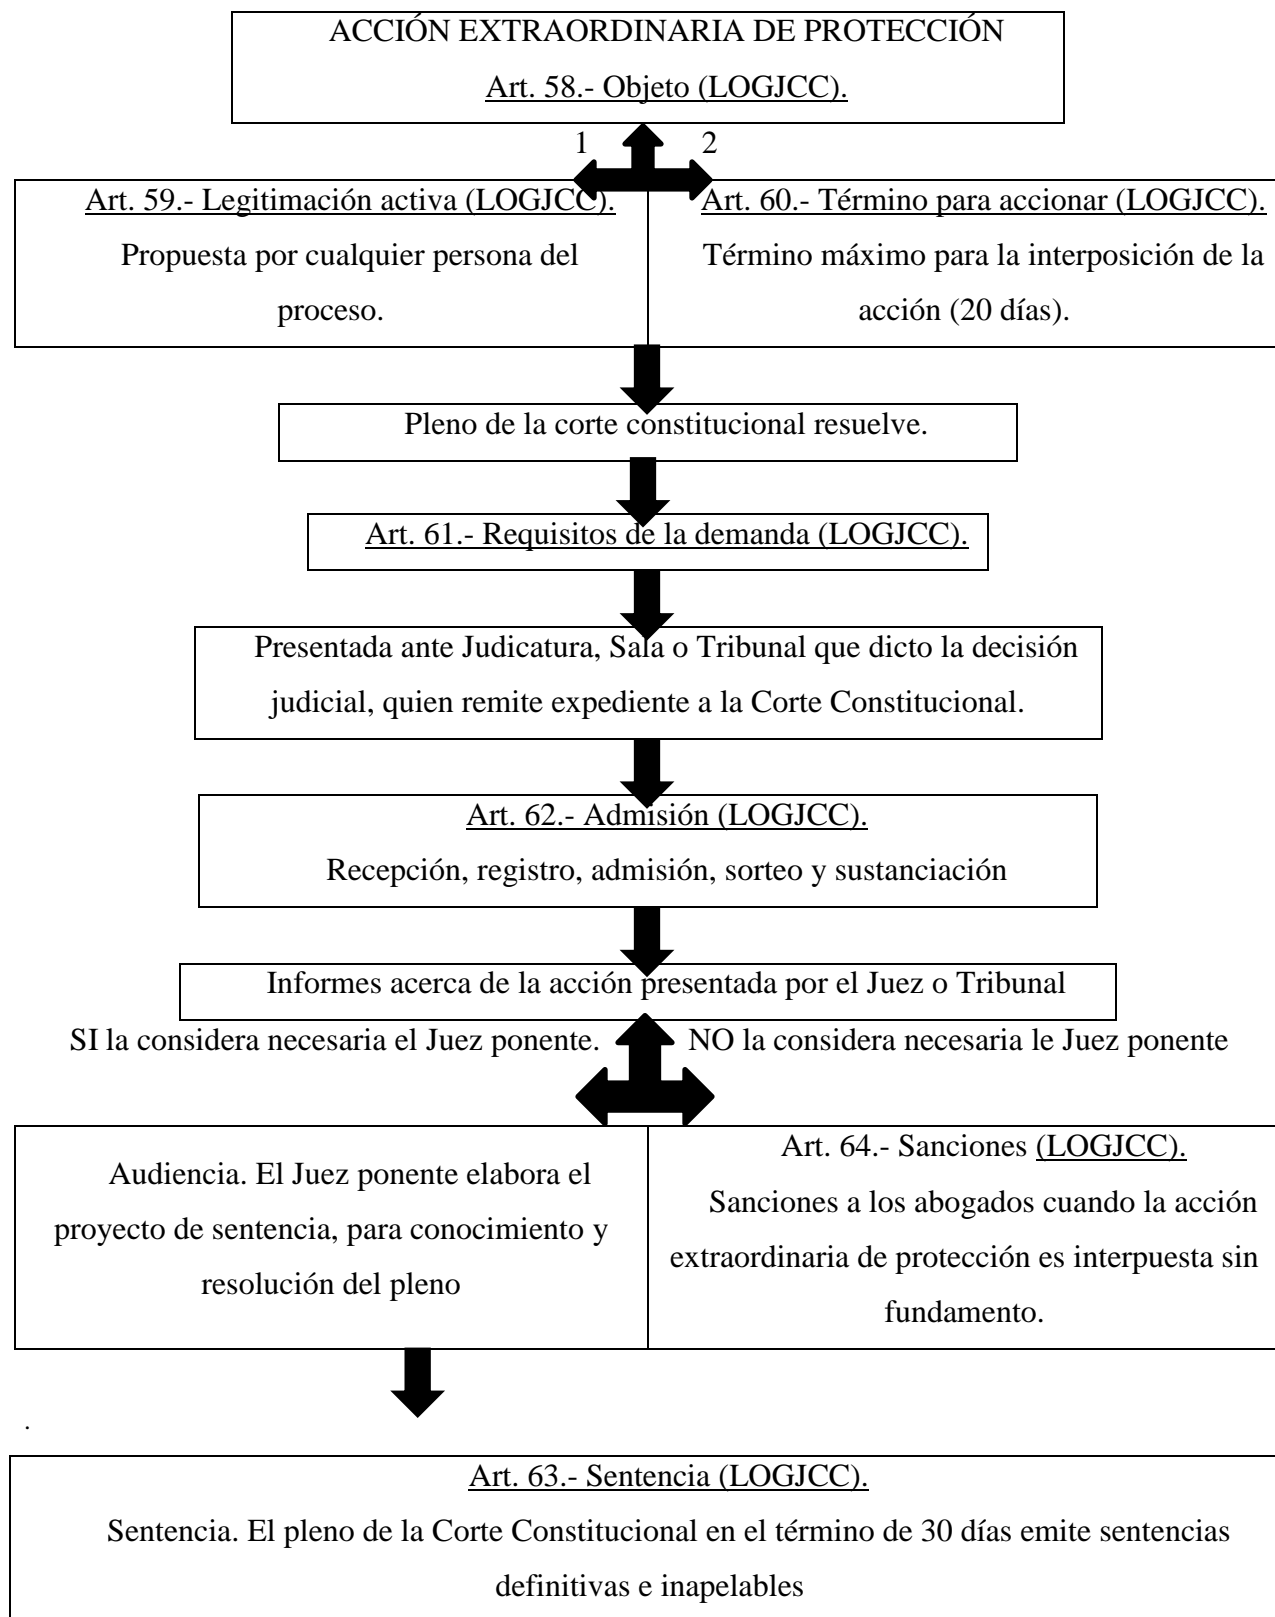 ACCIÓN EXTRAORDINARIA DE PROTECCIÓN
Art. 58.- Objeto (LOGJCC).
1
2
Art. 59.- Legitimación activa (LOGJCC).
Propuesta por cualquier persona del
proceso.
Art. 60.- Término para accionar (LOGJCC).
Término máximo para la interposición de la
acción (20 días).
Pleno de la corte constitucional resuelve.
Art. 61.- Requisitos de la demanda (LOGJCC).
Presentada ante Judicatura, Sala o Tribunal que dicto la decisión
judicial, quien remite expediente a la Corte Constitucional.
Art. 62.- Admisión (LOGJCC).
Recepción, registro, admisión, sorteo y sustanciación
Informes acerca de la acción presentada por el Juez o Tribunal
SI la considera necesaria el Juez ponente.
NO la considera necesaria le Juez ponente
Audiencia. El Juez ponente elabora el
proyecto de sentencia, para conocimiento y
resolución del pleno
Art. 64.- Sanciones (LOGJCC).
Sanciones a los abogados cuando la acción
extraordinaria de protección es interpuesta sin
fundamento.
.
Art. 63.- Sentencia (LOGJCC).
Sentencia. El pleno de la Corte Constitucional en el término de 30 días emite sentencias
definitivas e inapelables